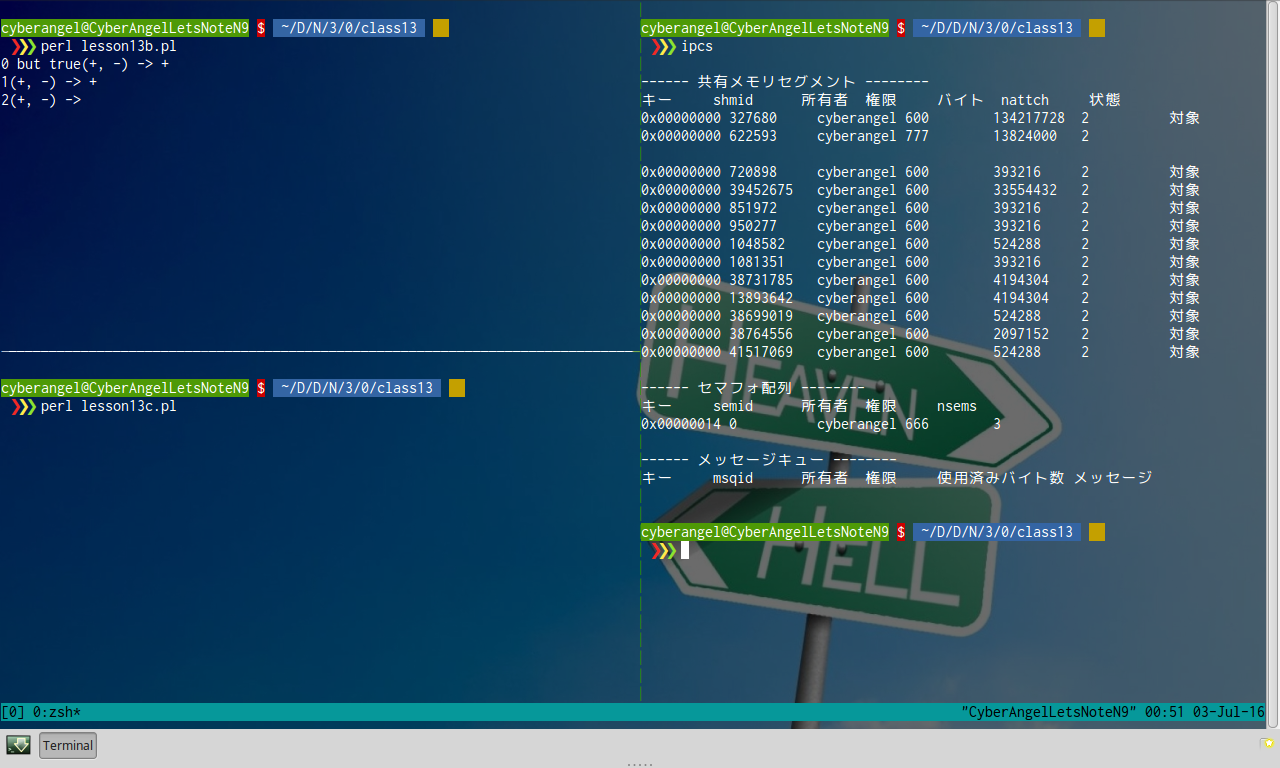 cyberangel@CyberAngelLetsNoteN9 $ ~/D/N/3/0/class13
❯❯❯ perl lesson13b.pl
0 but true(+, -) -> +
1(+, -) -> +
2(+, -) ->
cyberangel@CyberAngelLetsNoteN9 $ ~/D/D/N/3/0/class13
❯❯❯ perl lesson13c.pl
cyberangel@CyberAngelLetsNoteN9 $ ~/D/D/N/3/0/class13
❯❯❯ ipcs
------ 共有メモリセグメント --------
キー shmid 所有者 権限 バイト nattch 状態
0x00000000 327680 cyberangel 600 134217728 2 対象
0x00000000 622593 cyberangel 777 13824000 2
0x00000000 720898 cyberangel 600 393216 2 対象
0x00000000 39452675 cyberangel 600 33554432 2 対象
0x00000000 851972 cyberangel 600 393216 2 対象
0x00000000 950277 cyberangel 600 393216 2 対象
0x00000000 1048582 cyberangel 600 524288 2 対象
0x00000000 1081351 cyberangel 600 393216 2 対象
0x00000000 38731785 cyberangel 600 4194304 2 対象
0x00000000 13893642 cyberangel 600 4194304 2 対象
0x00000000 38699019 cyberangel 600 524288 2 対象
0x00000000 38764556 cyberangel 600 2097152 2 対象
0x00000000 41517069 cyberangel 600 524288 2 対象
------ セマフォ配列 --------
キー semid 所有者 権限 nsems
0x00000014 0 cyberangel 666 3
------ メッセージキュー --------
キー msqid 所有者 権限 使用済みバイト数 メッセージ
cyberangel@CyberAngelLetsNoteN9 $ ~/D/D/N/3/0/class13
❯❯❯
HEAVEN
HELL
[0] 0:zsh* "CyberAngelLetsNoteN9" 00:51 03-Jul-16
Terminal